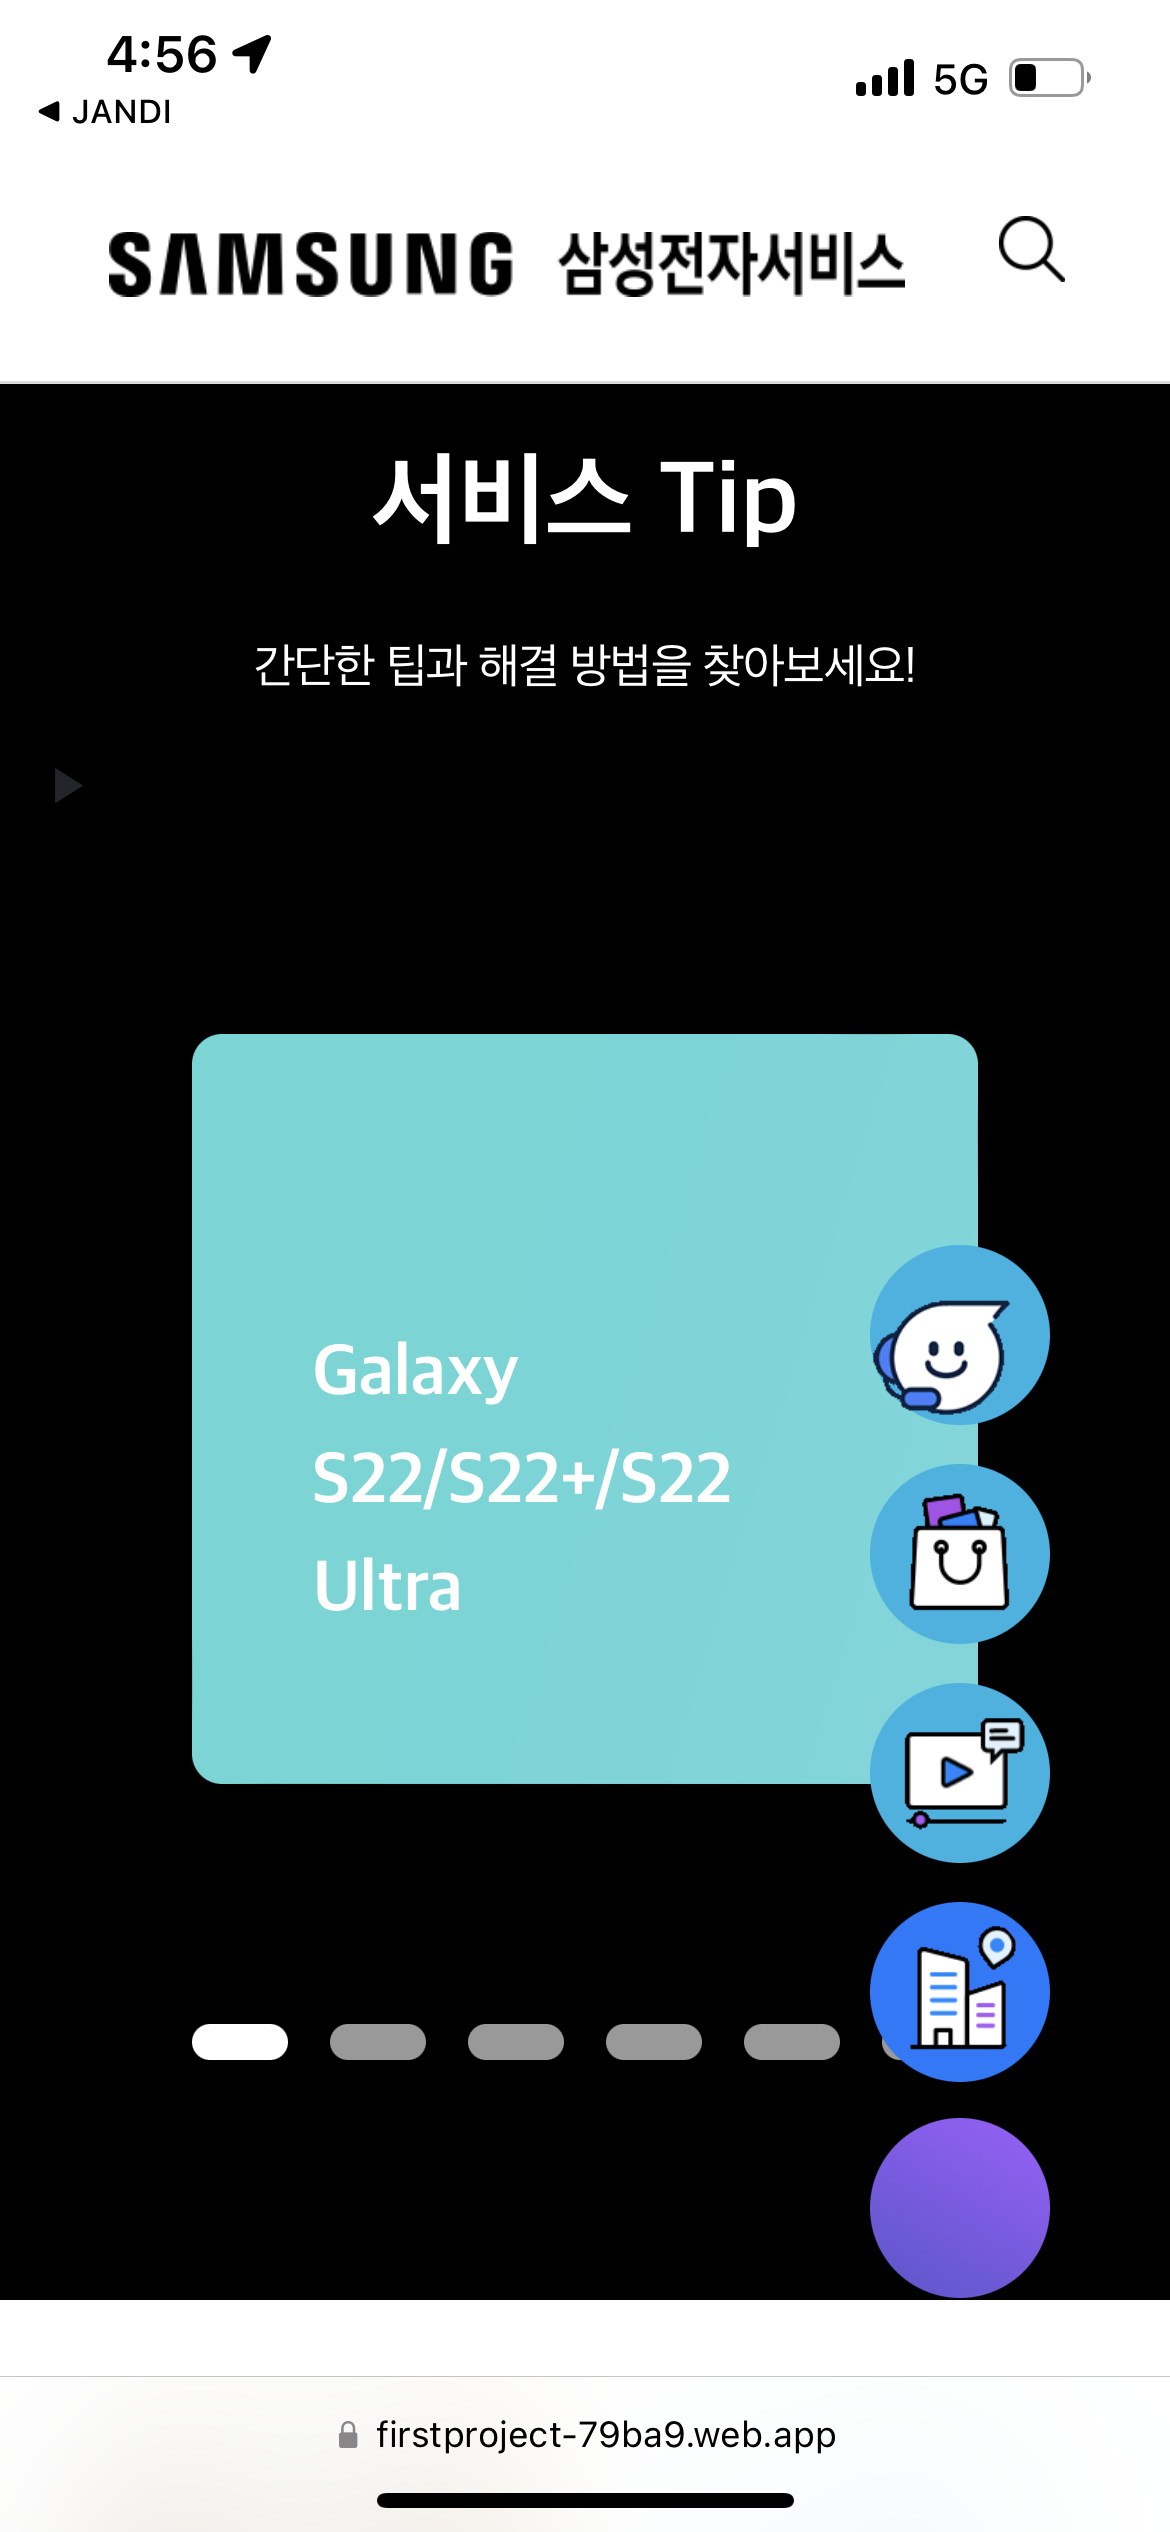 4:56
5G
◀ JANDI
SAMSUNG 삼성전자서비스
서비스 Tip
간단한 팁과 해결 방법을 찾아보세요!
Galaxy
S22/S22+/S22
Ultra
firstproject-79ba9.web.app